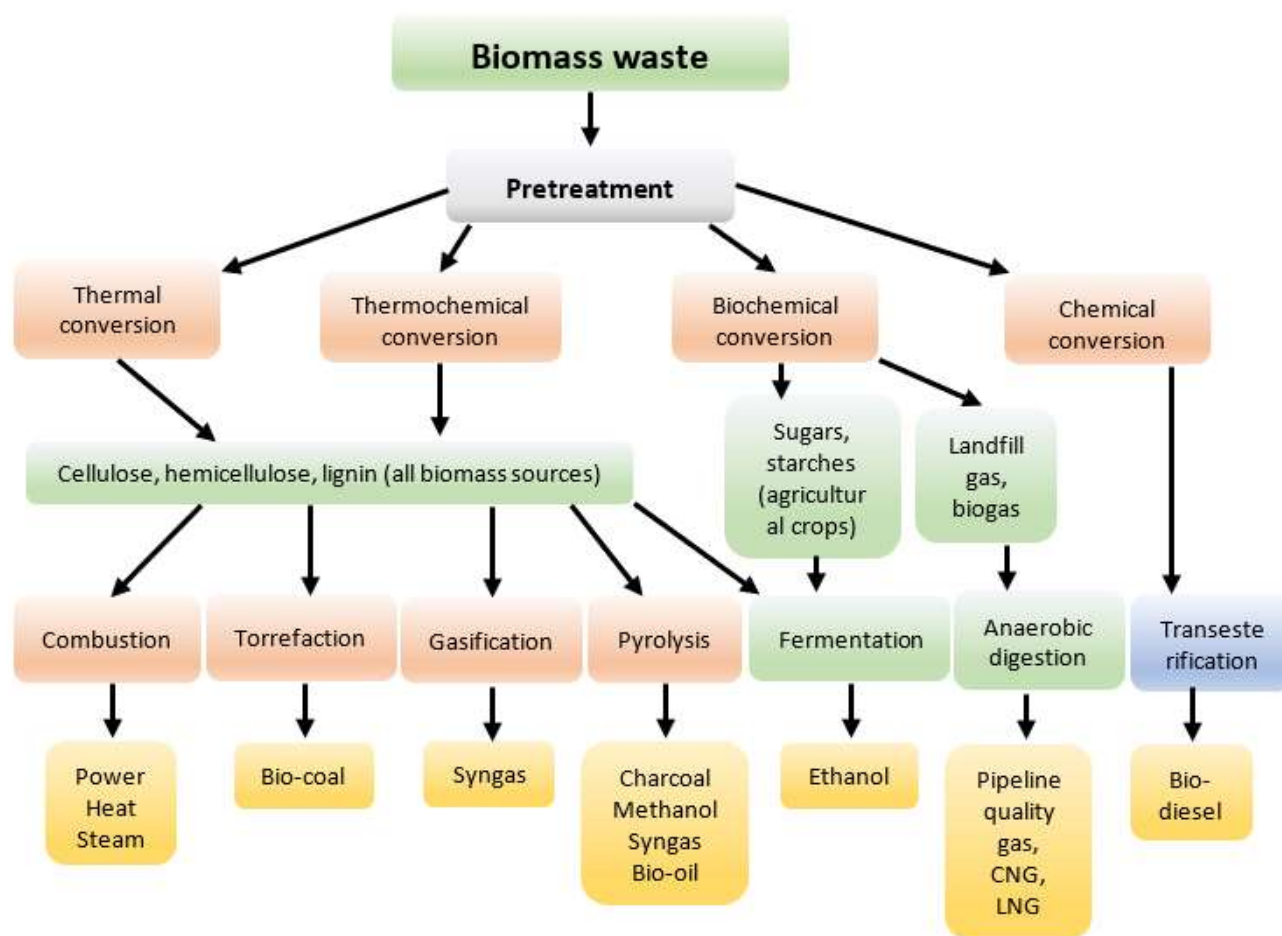 Biomass waste
Pretreatment
Thermal
conversion
Thermochemical
conversion
Biochemical
conversion
Chemical
conversion
Cellulose, hemicellulose, lignin (all biomass sources)
Sugars,
starches
(agricultur
al crops)
Landfill
gas,
biogas
Combustion
Torrefaction
Gasification
Pyrolysis
Fermentation
Anaerobic
digestion
Transeste
rification
Power
Heat
Steam
Bio-coal
Syngas
Charcoal
Methanol
Syngas
Bio-oil
Ethanol
Pipeline
quality
gas,
CNG,
LNG
Bio-
diesel